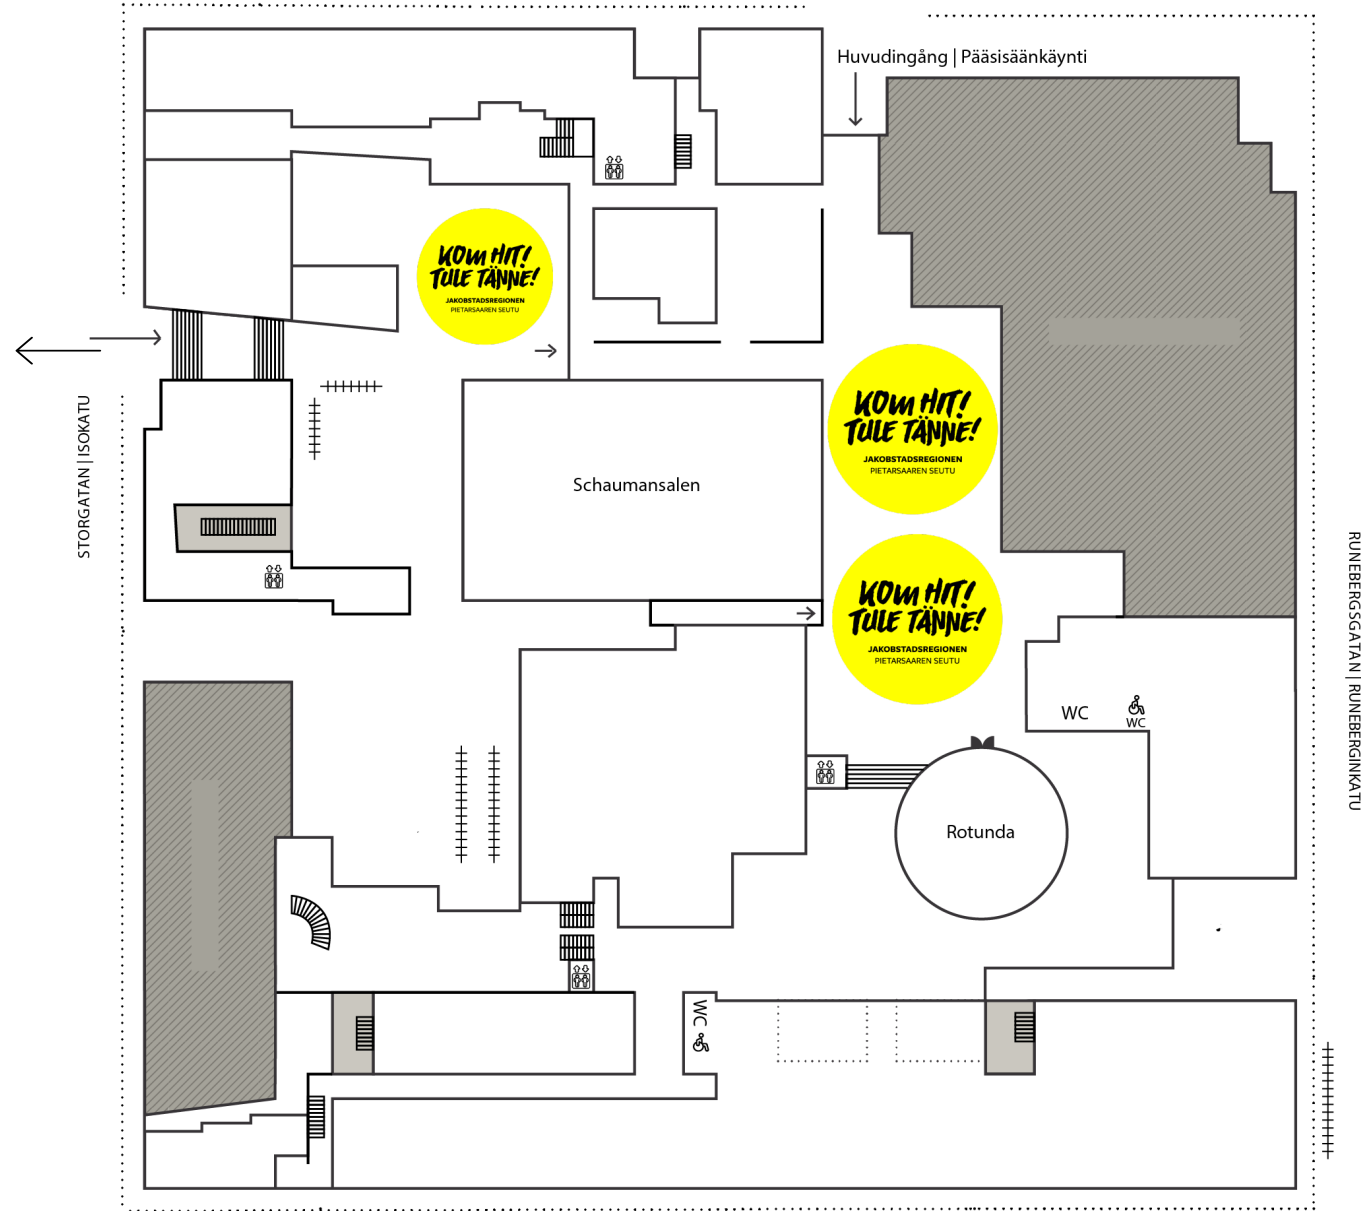 Huvudingång | Pääsisäänkäynti
KOM HIT!
TULE TÄNNE!
JAKOBSTADSREGIONEN
PIETARSAAREN SEUTU
KOM HIT!
TULE TÄNNE!
JAKOBSTADSREGIONEN
PIETARSAAREN SEUTU
STORGATAN | ISOKATU
Schaumansalen
KOM HIT!
TULE TÄNNE!
JAKOBSTADSREGIONEN
PIETARSAAREN SEUTU
RUNEBERGSGATAN | RUNEBERGINKATU
WC
WC
Rotunda
WC